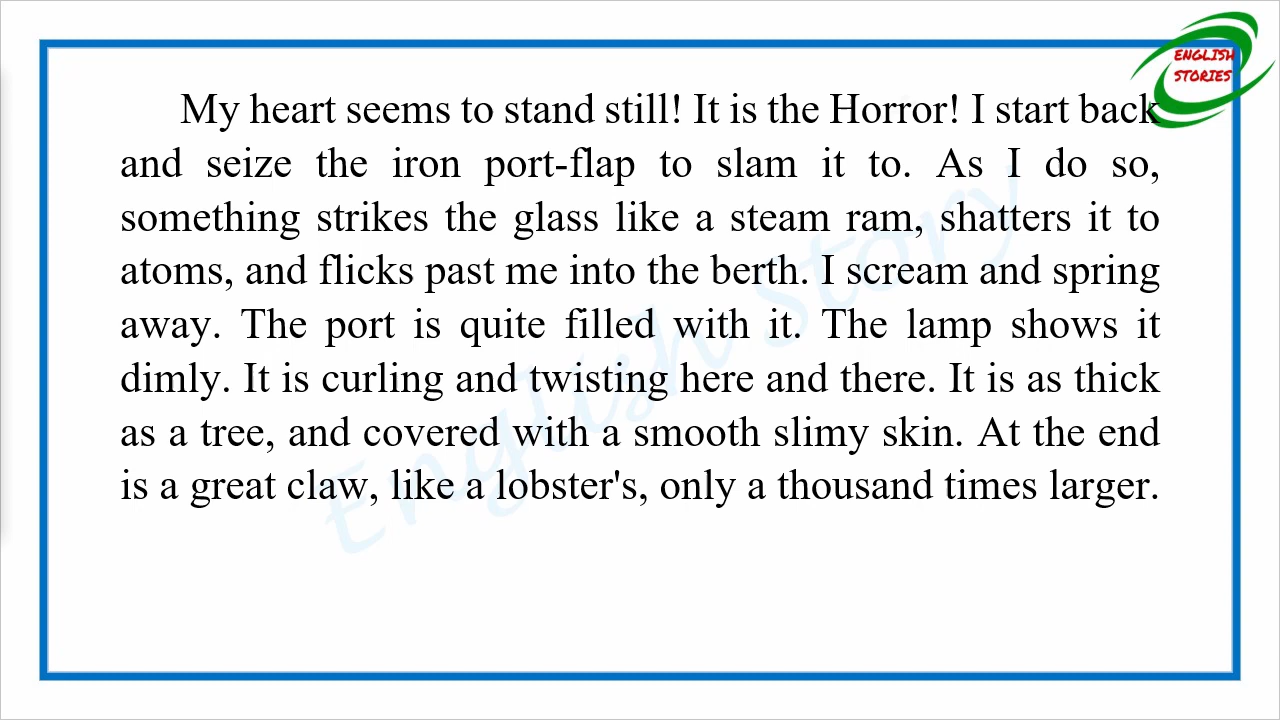 ENGLISH
STORIES
My heart seems to stand still! It is the Horror! I start back
and seize the iron port-flap to slam it to. As I do so,
something strikes the glass like a steam ram, shatters it to
atoms, and flicks past me into the berth. I scream and spring
away. The port is quite filled with it. The lamp shows it
dimly. It is curling and twisting here and there. It is as thick
as a tree, and covered with a smooth slimy skin. At the end
is a great claw, like a lobster's, only a thousand times larger.
English Story